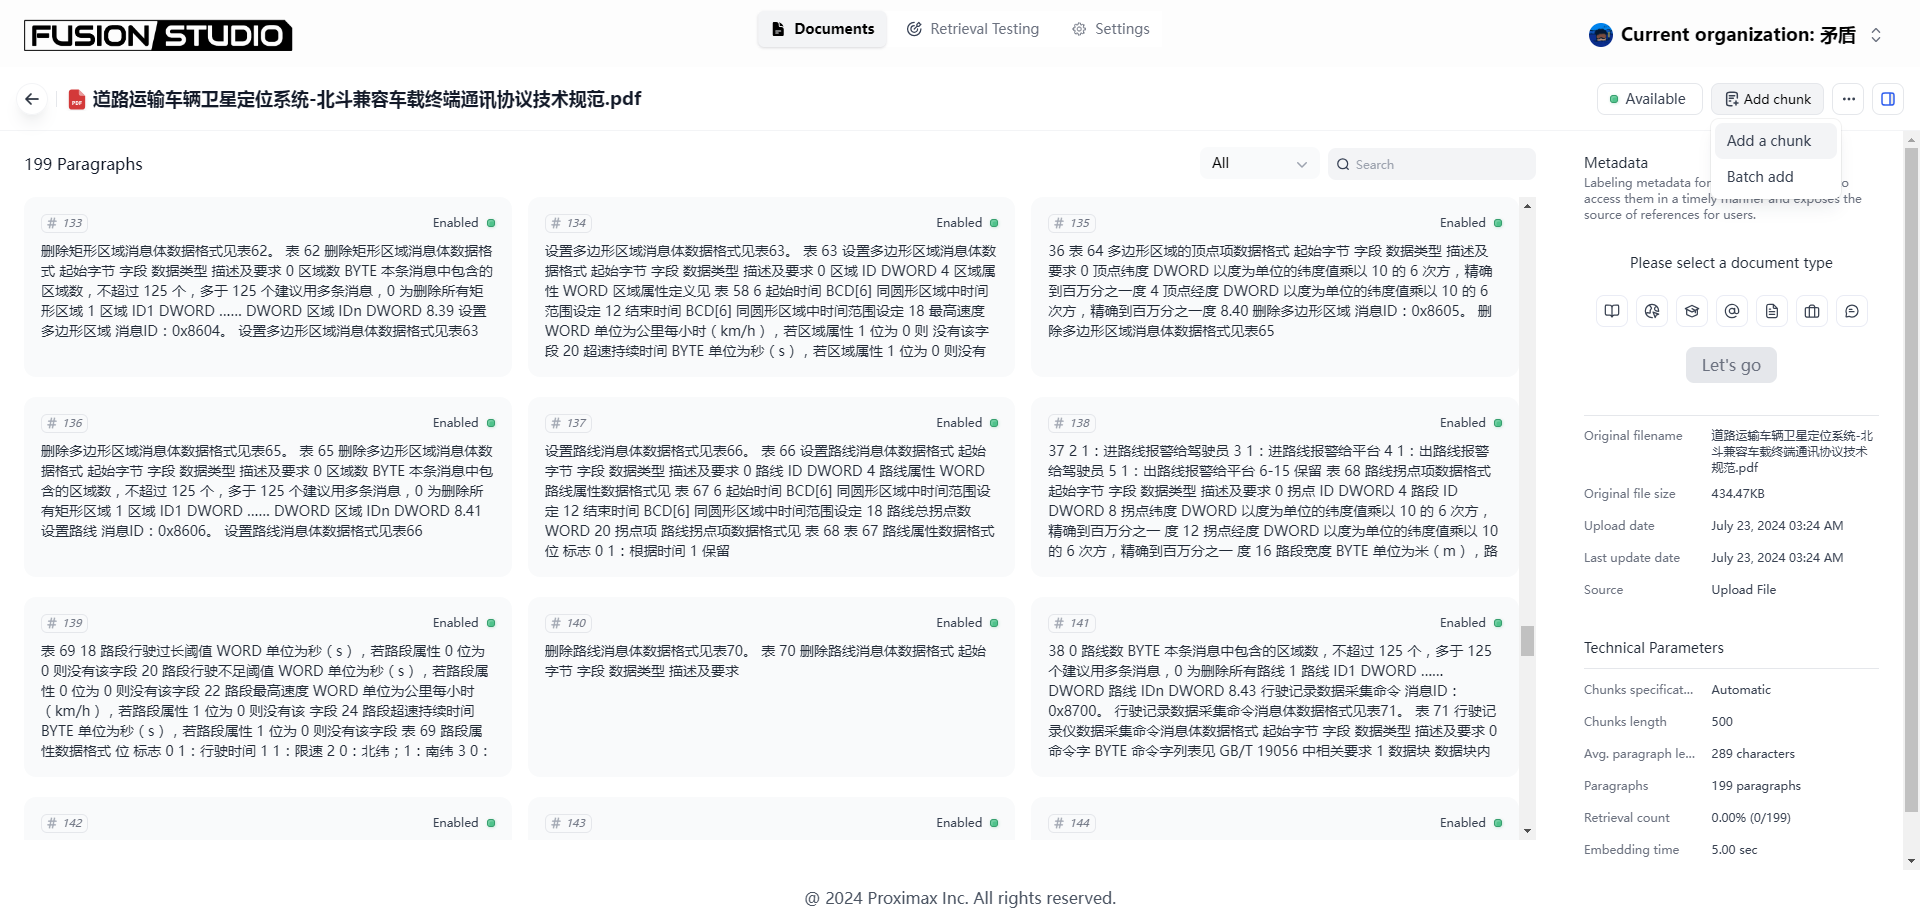 FUSION STUDIO
Documents
Retrieval Testing
Settings
Current organization: 矛盾
道路运输车辆卫星定位系统-北斗兼容车载终端通讯协议技术规范.pdf
Available
Add chunk
Add a chunk
Batch add
199 Paragraphs
All
Search
# 133
Enabled
删除矩形区域消息体数据格式见表62。 表 62 删除矩形区域消息体数据格
式 起始字节 字段 数据类型 描述及要求 0 区域数 BYTE 本条消息中包含的
区域数，不超过 125 个，多于 125 个建议用多条消息，0 为删除所有矩
形区域 1 区域 ID1 DWORD …… DWORD 区域 IDn DWORD 8.39 设置
多边形区域 消息ID：0x8604。 设置多边形区域消息体数据格式见表63
# 134
Enabled
设置多边形区域消息体数据格式见表63。 表 63 设置多边形区域消息体数
据格式 起始字节 字段 数据类型 描述及要求 0 区域 ID DWORD 4 区域属
性 WORD 区域属性定义见 表 58 6 起始时间 BCD[6] 同圆形区域中时间
范围设定 12 结束时间 BCD[6] 同圆形区域中时间范围设定 18 最高速度
WORD 单位为公里每小时（km/h），若区域属性 1 位为 0 则 没有该字
段 20 超速持续时间 BYTE 单位为秒（s），若区域属性 1 位为 0 则没有
# 135
Enabled
36 表 64 多边形区域的顶点项数据格式 起始字节 字段 数据类型 描述及
要求 0 顶点纬度 DWORD 以度为单位的纬度值乘以 10 的 6 次方，精确
到百万分之一度 4 顶点经度 DWORD 以度为单位的纬度值乘以 10 的 6
次方，精确到百万分之一度 8.40 删除多边形区域 消息ID：0x8605。 删
除多边形区域消息体数据格式见表65
# 136
Enabled
删除多边形区域消息体数据格式见表65。 表 65 删除多边形区域消息体数
据格式 起始字节 字段 数据类型 描述及要求 0 区域数 BYTE 本条消息中包
含的区域数，不超过 125 个，多于 125 个建议用多条消息，0 为删除所
有矩形区域 1 区域 ID1 DWORD …… DWORD 区域 IDn DWORD 8.41
设置路线 消息ID：0x8606。 设置路线消息体数据格式见表66
# 137
Enabled
设置路线消息体数据格式见表66。 表 66 设置路线消息体数据格式 起始
字节 字段 数据类型 描述及要求 0 路线 ID DWORD 4 路线属性 WORD
路线属性数据格式见 表 67 6 起始时间 BCD[6] 同圆形区域中时间范围设
定 12 结束时间 BCD[6] 同圆形区域中时间范围设定 18 路线总拐点数
WORD 20 拐点项 路线拐点项数据格式见 表 68 表 67 路线属性数据格式
位 标志 0 1：根据时间 1 保留
# 138
Enabled
37 2 1：进路线报警给驾驶员 3 1：进路线报警给平台 4 1：出路线报警
给驾驶员 5 1：出路线报警给平台 6-15 保留 表 68 路线拐点项数据格式
起始字节 字段 数据类型 描述及要求 0 拐点 ID DWORD 4 路段 ID
DWORD 8 拐点纬度 DWORD 以度为单位的纬度值乘以 10 的 6 次方，
精确到百万分之一 度 12 拐点经度 DWORD 以度为单位的纬度值乘以 10
的 6 次方，精确到百万分之一 度 16 路段宽度 BYTE 单位为米（m），路
# 139
Enabled
表 69 18 路段行驶过长阈值 WORD 单位为秒（s），若路段属性 0 位为
0 则没有该字段 20 路段行驶不足阈值 WORD 单位为秒（s），若路段属
性 0 位为 0 则没有该字段 22 路段最高速度 WORD 单位为公里每小时
（km/h），若路段属性 1 位为 0 则没有该 字段 24 路段超速持续时间
BYTE 单位为秒（s），若路段属性 1 位为 0 则没有该字段 表 69 路段属
性数据格式 位 标志 0 1：行驶时间 1 1：限速 2 0：北纬；1：南纬 3 0：
# 140
Enabled
删除路线消息体数据格式见表70。 表 70 删除路线消息体数据格式 起始
字节 字段 数据类型 描述及要求
# 141
Enabled
38 0 路线数 BYTE 本条消息中包含的区域数，不超过 125 个，多于 125
个建议用多条消息，0 为删除所有路线 1 路线 ID1 DWORD ……
DWORD 路线 IDn DWORD 8.43 行驶记录数据采集命令 消息ID：
0x8700。 行驶记录数据采集命令消息体数据格式见表71。 表 71 行驶记
录仪数据采集命令消息体数据格式 起始字节 字段 数据类型 描述及要求 0
命令字 BYTE 命令字列表见 GB/T 19056 中相关要求 1 数据块 数据块内
# 142
Enabled
# 143
Enabled
# 144
Enabled
Metadata
Labeling metadata for
o
access them in a timely manner and exposes the
source of references for users.
Please select a document type
Let's go
Original filename
道路运输车辆卫星定位系统-北
斗兼容车载终端通讯协议技术
规范.pdf
Original file size
434.47KB
Upload date
July 23, 2024 03:24 AM
Last update date
July 23, 2024 03:24 AM
Source
Upload File
Technical Parameters
Chunks specificat...
Automatic
Chunks length
500
Avg. paragraph le...
289 characters
Paragraphs
199 paragraphs
Retrieval count
0.00% (0/199)
Embedding time
5.00 sec
@ 2024 Proximax Inc. All rights reserved.